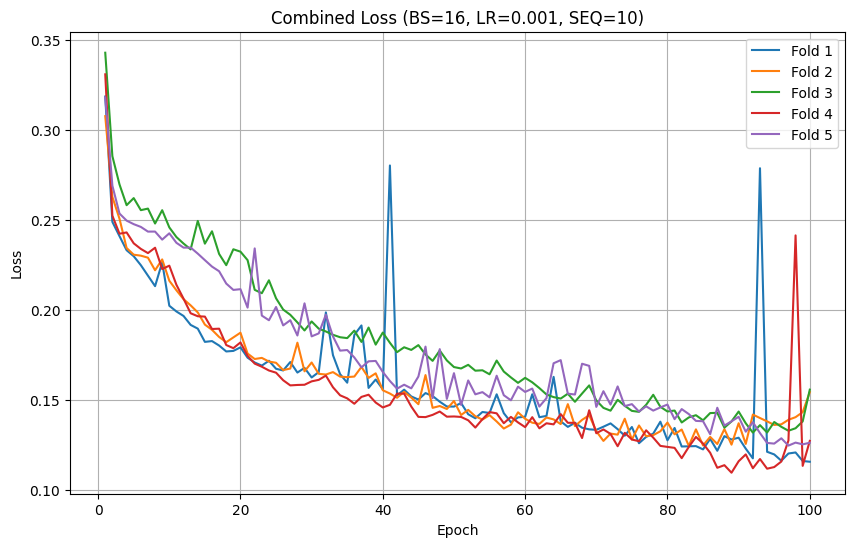 Combined Loss (BS=16, LR=0.001, SEQ=10)
0.35
0.30
0.25
0.20
0.15
0.10
Loss
0
20
40
60
80
100
Epoch
Fold 1
Fold 2
Fold 3
Fold 4
Fold 5